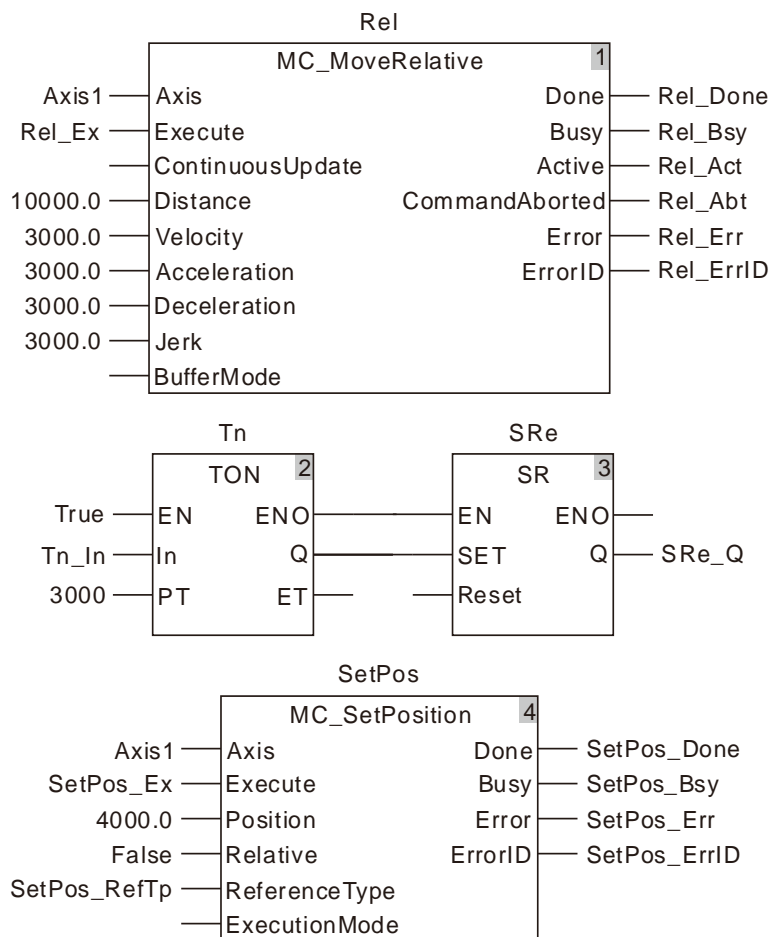 Rel
MC_MoveRelative 1
Axis1 Axis Done Rel_Done
Rel_Ex Execute Busy Rel_Bsy
ContinuousUpdate Active Rel_Act
10000.0 Distance CommandAborted Rel_Abt
3000.0 Velocity Error Rel_Err
3000.0 Acceleration ErrorID Rel_ErrID
3000.0 Deceleration
3000.0 Jerk
BufferMode
Tn SRe
TON 2 SR 3
True EN ENO EN ENO
Tn_In In Q SET Q SRe_Q
3000 PT ET Reset
SetPos
MC_SetPosition 4
Axis1 Axis Done SetPos_Done
SetPos_Ex Execute Busy SetPos_Bsy
4000.0 Position Error SetPos_Err
False Relative ErrorID SetPos_ErrID
SetPos_RefTp ReferenceType
ExecutionMode